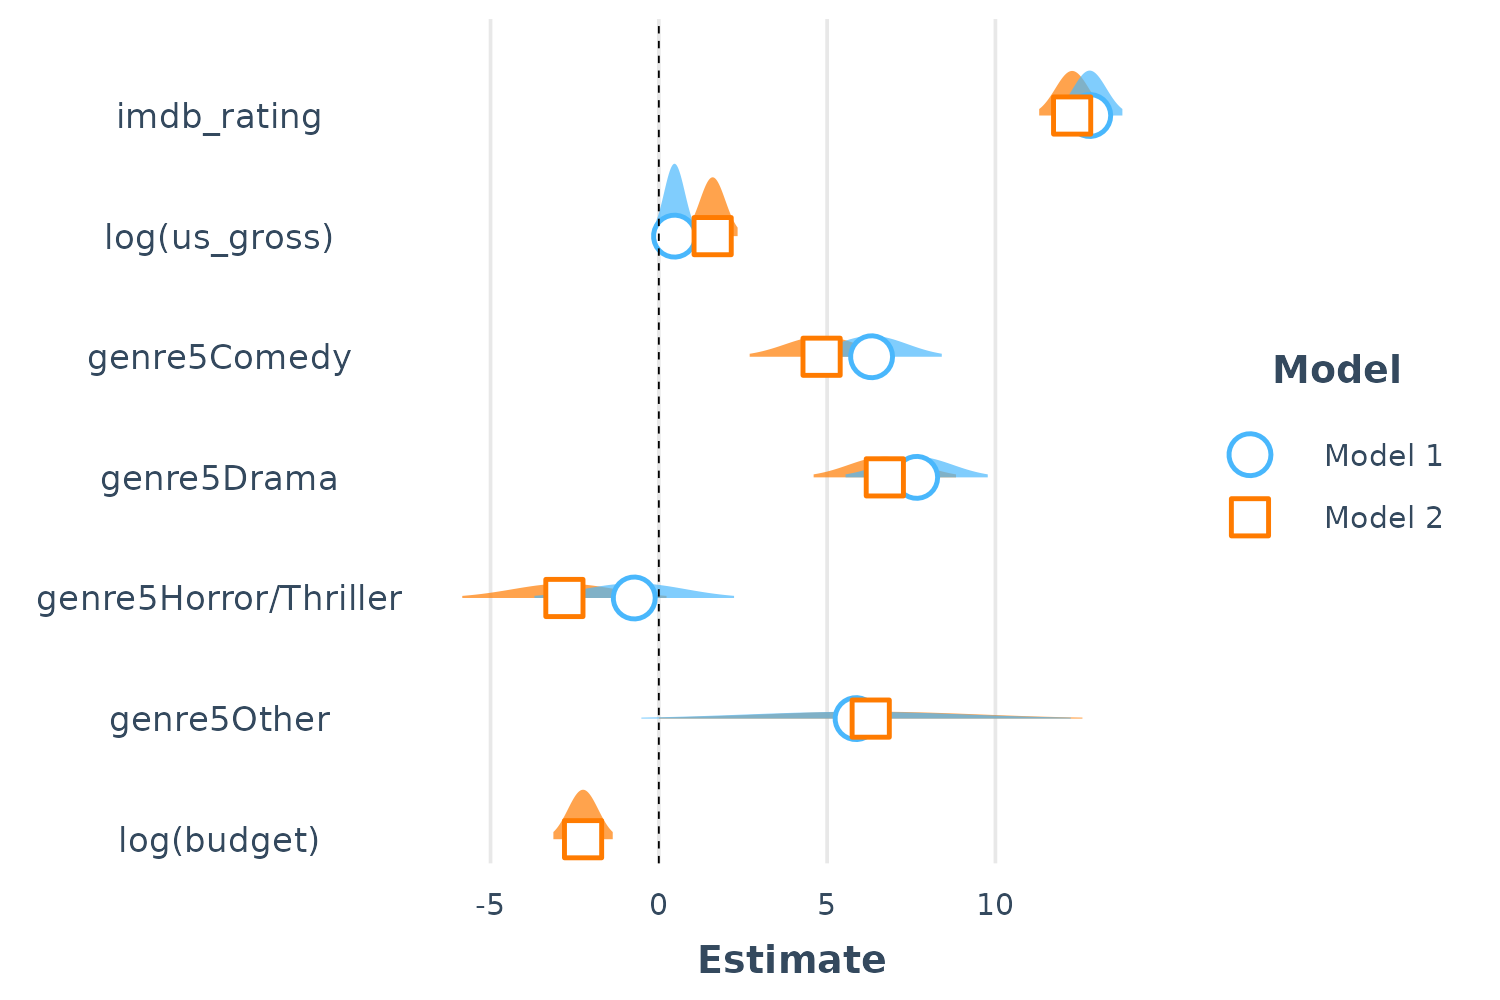 imdb_rating
log(us_gross)
genre5Comedy
genre5Drama
genre5Horror/Thriller
genre5Other
log(budget)
-5 0 5 10
Estimate
Model
Model 1
Model 2